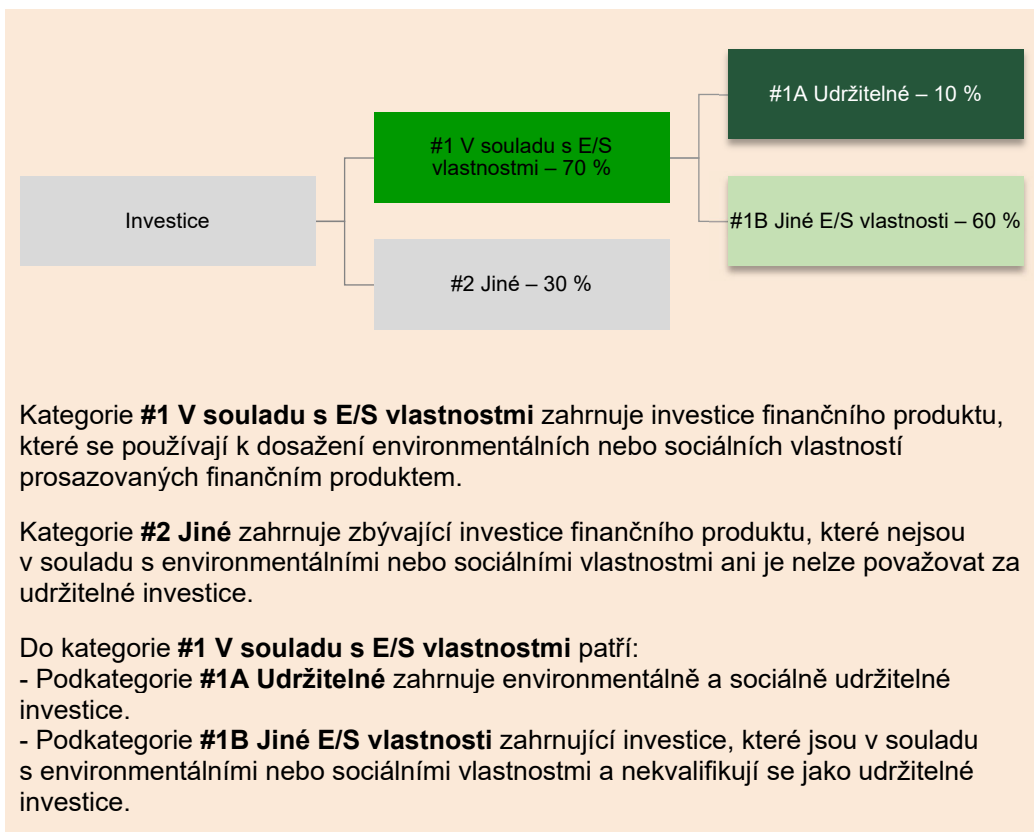 #1A Udržitelné – 10 %
#1 V souladu s E/S
vlastnostmi – 70 %
Investice
#1B Jiné E/S vlastnosti – 60 %
#2 Jiné – 30 %
Kategorie #1 V souladu s E/S vlastnostmi zahrnuje investice finančního produktu,
které se používají k dosažení environmentálních nebo sociálních vlastností
prosazovaných finančním produktem.
Kategorie #2 Jiné zahrnuje zbývající investice finančního produktu, které nejsou
v souladu s environmentálními nebo sociálními vlastnostmi ani je nelze považovat za
udržitelné investice.
Do kategorie #1 V souladu s E/S vlastnostmi patří:
- Podkategorie #1A Udržitelné zahrnuje environmentálně a sociálně udržitelné
investice.
- Podkategorie #1B Jiné E/S vlastnosti zahrnující investice, které jsou v souladu
s environmentálními nebo sociálními vlastnostmi a nekvalifikují se jako udržitelné
investice.